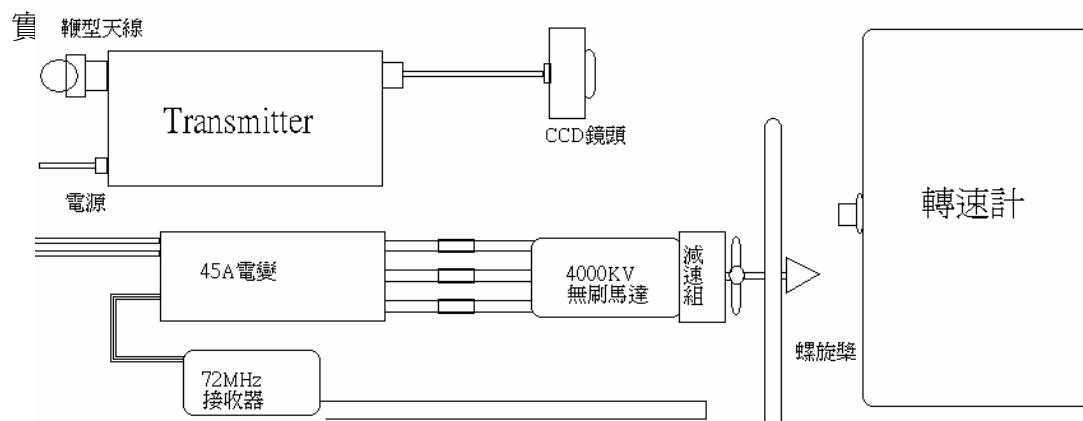 實
鞭型天線
Transmitter
CCD鏡頭
電源
轉速計
45A電變
4000KV
無刷馬達
減速組
螺旋槳
72MHz
接收器